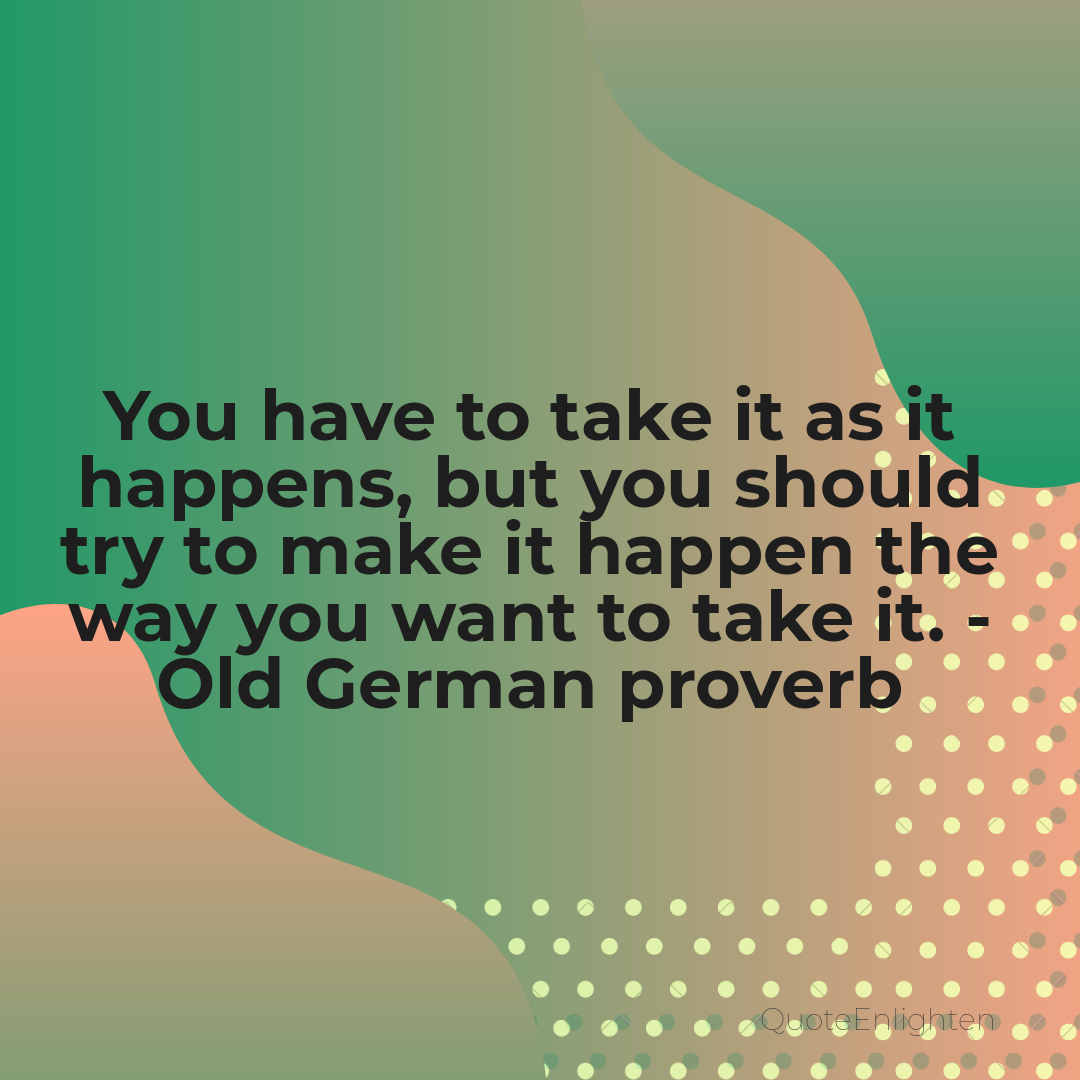 You have to take it as it
happens, but you should
try to make it happen the
way you want to take it. -
Old German proverb
QuoteEnlighten